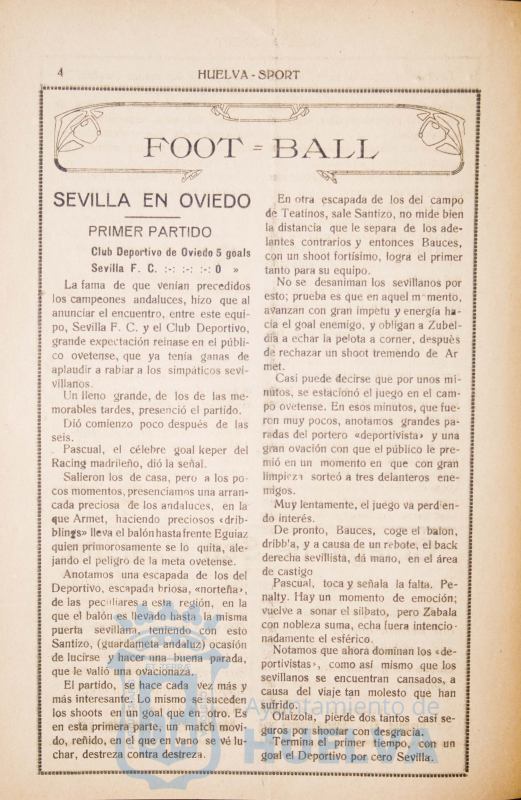 4
HUELVA - SPORT
FOOT = BALL
SEVILLA EN OVIEDO
PRIMER PARTIDO
Club Deportivo de Oviedo 5 goals
Sevilla F. C. :-: :-: :-: 0 »
La fama de que venían precedidos
los campeones andaluces, hizo que al
anunciar el encuentro, entre este equi-
po, Sevilla F. C. y el Club Deportivo,
grande expectación reinase en el públi-
co ovetense, que ya tenía ganas de
aplaudir a rabiar a los simpáticos sevi-
villanos.
Un lleno grande, de los de las me-
morables tardes, presenció el partido.
Dió comienzo poco después de las
seis.
Pascual, el célebre goal keper del
Racing madrileño, dió la señal.
Salieron los de casa, pero a los po-
cos momentos, presenciamos una arran-
cada preciosa de los andaluces, en la
que Armet, haciendo preciosos «drib-
blings» lleva el balón hasta frente Eguiaz
quien primorosamente se lo quita, ale-
jando el peligro de la meta ovetense.
Anotamos una escapada de los del
Deportivo, escapada briosa, «norteña»,
de las peculiares a esta región, en la
que el balón es llevado hasta la misma
puerta sevillana, teniendo con esto
Santizo, (guardameta andaluz) ocasión
de lucirse y hacer una buena parada,
que le valió una ovacionaza.
El partido, se hace cada vez más y
más interesante. Lo mismo se suceden
los shoots en un goal que en otro. Es
en esta primera parte, un match movi-
do, reñido, en el que en vano se vé lu-
char, destreza contra destreza.
En otra escapada de los del campo
de Teatinos, sale Santizo, no mide bien
la distancia que le separa de los ade-
lantes contrarios y entonces Bauces,
con un shoot fortísimo, logra el primer
tanto para su equipo.
No se desaniman los sevillanos por
esto; prueba es que en aquel m mento,
avanzan con gran impetu y energía ha-
cia el goal enemigo, y obligan a Zubel-
día a echar la pelota a corner, después
de rechazar un shoot tremendo de Ar
met.
Casi puede decirse que por unos mi-
nutos, se estacionó el juego en el cam-
po ovetense. En esos minutos, que fue-
ron muy pocos, anotamos grandes pa-
radas del portero «deportivista» y una
gran ovación con que el público le pre-
mió en un momento en que con gran
limpieza sorteó a tres delanteros ene-
migos.
Muy lentamente, el juego va perdien-
do interés.
De pronto, Bauces, coge el balon,
dribb'a, y a causa de un rebote, el back
derecha sevillista, dá mano, en el área
de castigo
Pascual, toca y señala la falta. Pe-
nalty. Hay un momento de emoción;
vuelve a sonar el silbato, pero Zabala
con nobleza suma, echa fuera intencio-
nadamente el esférico.
Notamos que ahora dominan los «de-
portivistas», como así mismo que los
sevillanos se encuentran cansados, a
causa del viaje tan molesto que han
sufrido.
Olaizola, pierde dos tantos casi se-
guros por shootar con desgracia.
Termina el primer tiempo, con un
goal el Deportivo por cero Sevilla.
Ayuntamiento de
HUELVA